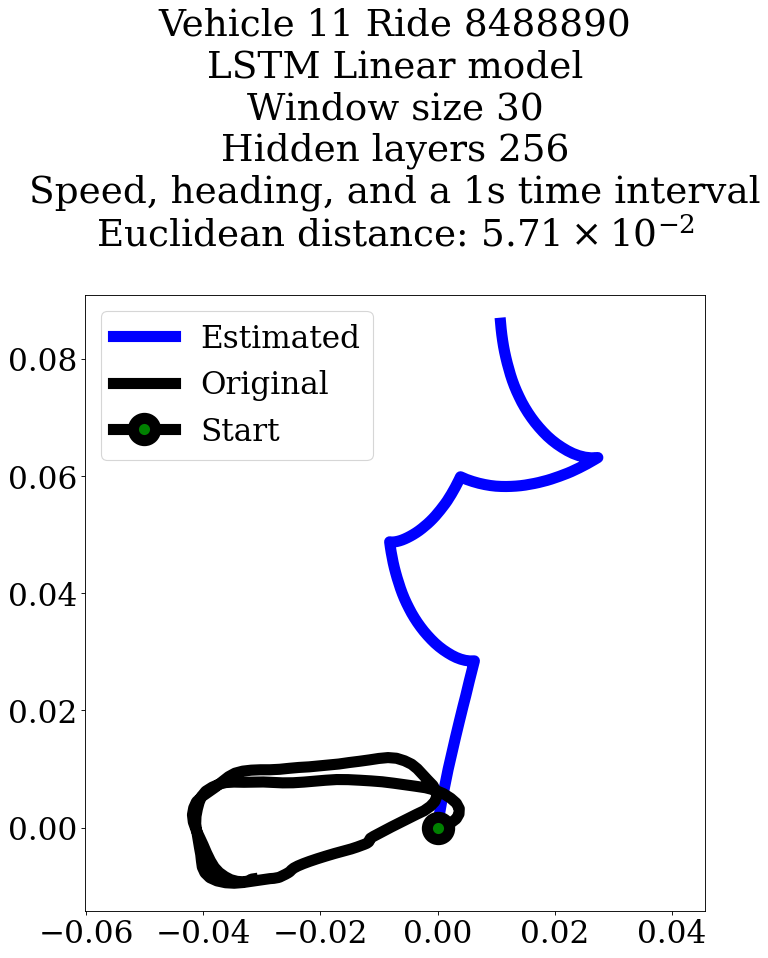 Vehicle 11 Ride 8488890
LSTM Linear model
Window size 30
Hidden layers 256
Speed, heading, and a 1s time interval
Euclidean distance: 5.71 × 10⁻²
Estimated
Original
Start
0.08
0.06
0.04
0.02
0.00
−0.06 −0.04 −0.02 0.00 0.02 0.04